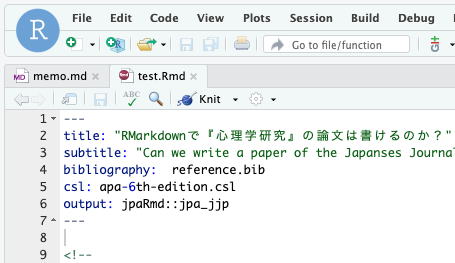 R
File Edit Code View Plots Session Build Debug
Go to file/function
memo.md
test.Rmd
ABC
Knit
1 ---
2 title: "RMarkdownで『心理学研究』の論文は書けるのか？"
3 subtitle: "Can we write a paper of the Japanses Journal
4 bibliography: reference.bib
5 csl: apa-6th-edition.csl
6 output: jpaRmd::jpa_jjp
7 ---
8
9 <!--